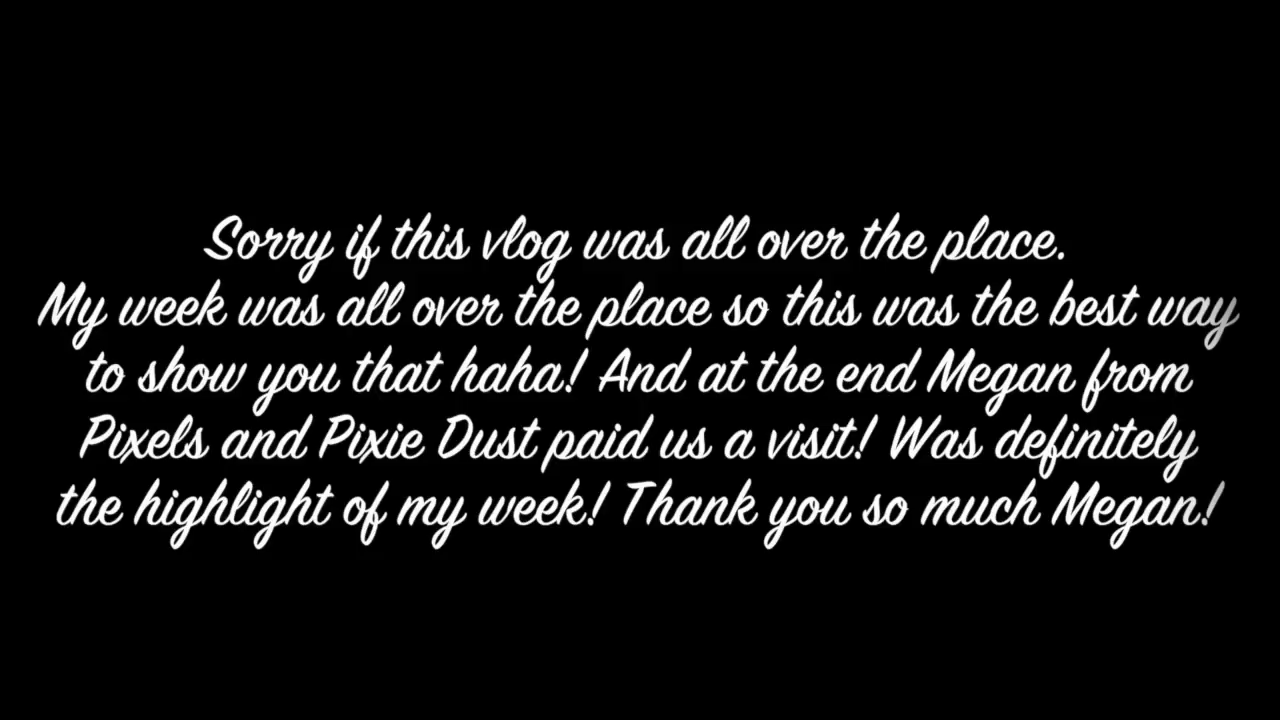 Sorry if this vlog was all over the place.
My week was all over the place so this was the best way
to show you that haha! And at the end Megan from
Pixels and Pixie Dust paid us a visit! Was definitely
the highlight of my week! Thank you so much Megan!